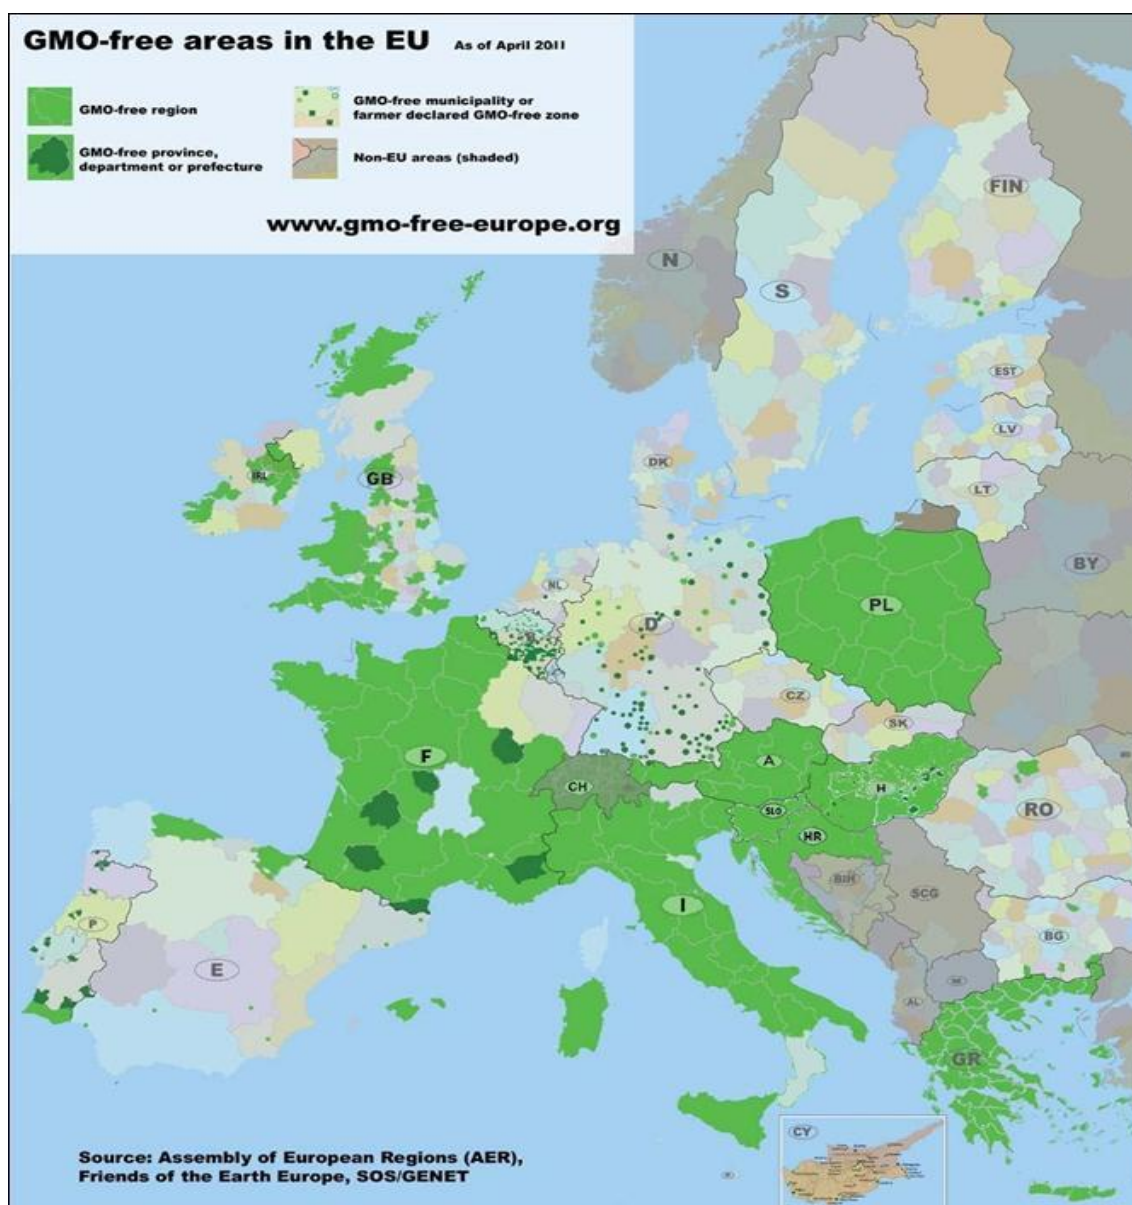 GMO-free areas in the EU As of April 2011
GMO-free region
GMO-free municipality or
farmer declared GMO-free zone
GMO-free province,
department or prefecture
Non-EU areas (shaded)
www.gmo-free-europe.org
FIN
N
S
EST
LV
DK
LT
IRL
GB
BY
NL
PL
D
B
CZ
SK
F
A
CH
H
SLO
HR
RO
BIH
SCG
I
P
BG
E
AL
GR
CY
Source: Assembly of European Regions (AER),
Friends of the Earth Europe, SOS/GENET